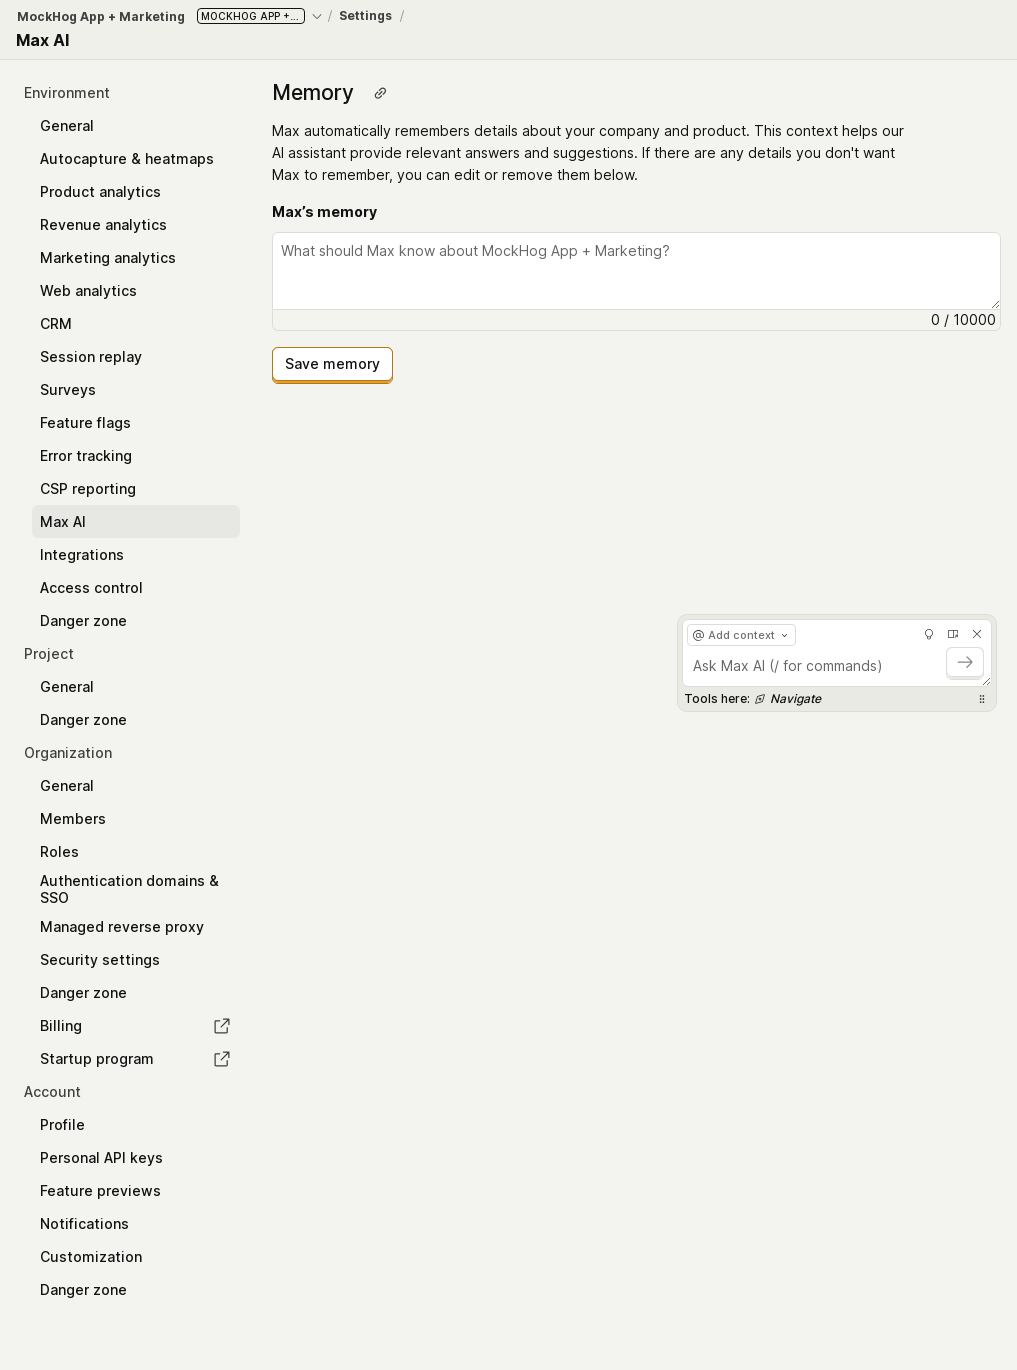 MockHog App + Marketing MOCKHOG APP +... / Settings /
Max AI
Environment
General
Autocapture & heatmaps
Product analytics
Revenue analytics
Marketing analytics
Web analytics
CRM
Session replay
Surveys
Feature flags
Error tracking
CSP reporting
Max AI
Integrations
Access control
Danger zone
Project
General
Danger zone
Organization
General
Members
Roles
Authentication domains &
SSO
Managed reverse proxy
Security settings
Danger zone
Billing
Startup program
Account
Profile
Personal API keys
Feature previews
Notifications
Customization
Danger zone
Memory
Max automatically remembers details about your company and product. This context helps our
AI assistant provide relevant answers and suggestions. If there are any details you don't want
Max to remember, you can edit or remove them below.
Max’s memory
What should Max know about MockHog App + Marketing?
0 / 10000
Save memory
@ Add context
Ask Max AI (/ for commands)
Tools here: Navigate